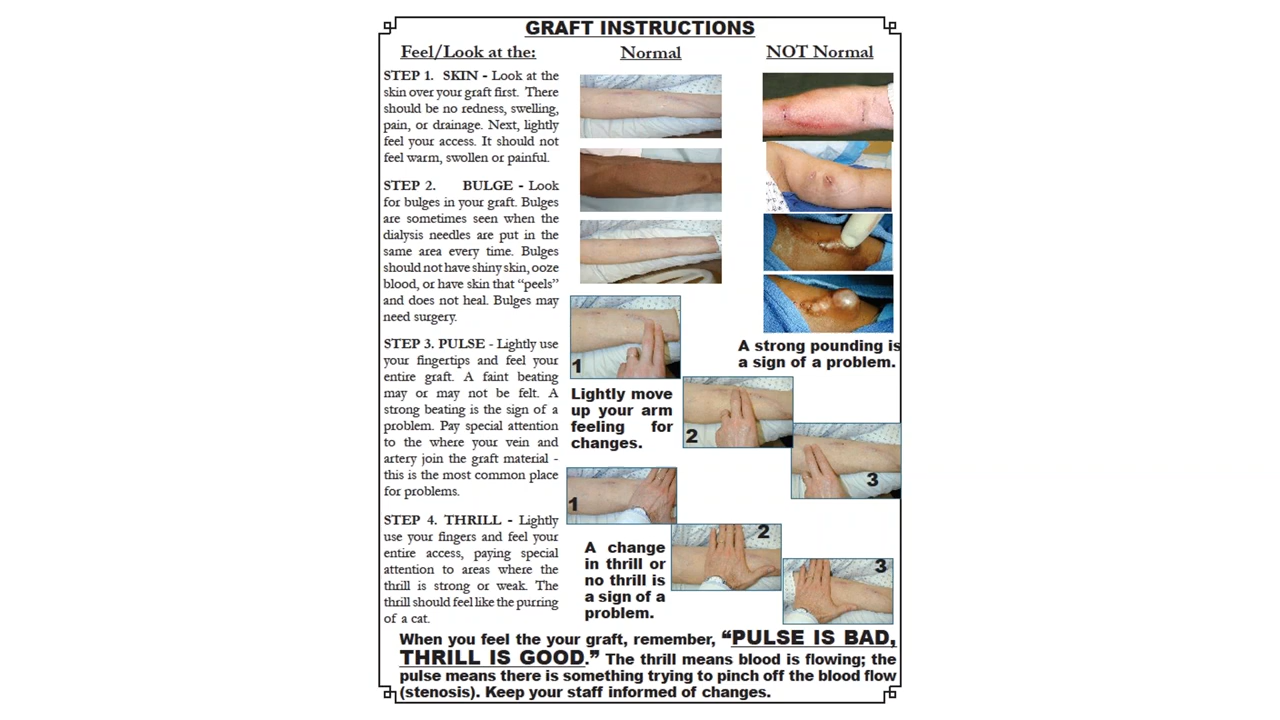 GRAFT INSTRUCTIONS
Feel/Look at the:
Normal
NOT Normal
STEP 1. SKIN - Look at the
skin over your graft first. There
should be no redness, swelling,
pain, or drainage. Next, lightly
feel your access. It should not
feel warm, swollen or painful.
STEP 2. BULGE - Look
for bulges in your graft. Bulges
are sometimes seen when the
dialysis needles are put in the
same area every time. Bulges
should not have shiny skin, ooze
blood, or have skin that “peels”
and does not heal. Bulges may
need surgery.
STEP 3. PULSE - Lightly use
your fingertips and feel your
entire graft. A faint beating
may or may not be felt. A
strong beating is the sign of a
problem. Pay special attention
to the where your vein and
artery join the graft material -
this is the most common place
for problems.
STEP 4. THRILL - Lightly
use your fingers and feel your
entire access, paying special
attention to areas where the
thrill is strong or weak. The
thrill should feel like the purring
of a cat.
A strong pounding is
a sign of a problem.
1
Lightly move
up your arm
feeling for
changes.
2
3
1
2
3
A change
in thrill or
no thrill is
a sign of a
problem.
When you feel the your graft, remember, “PULSE IS BAD,
THRILL IS GOOD.” The thrill means blood is flowing; the
pulse means there is something trying to pinch off the blood flow
(stenosis). Keep your staff informed of changes.